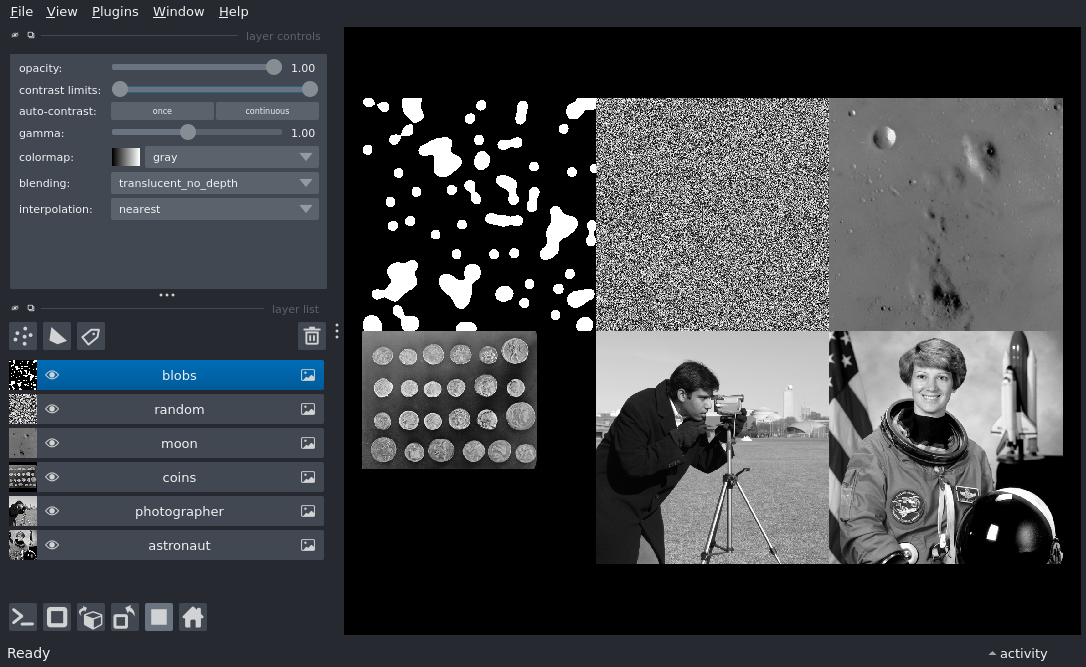 File View Plugins Window Help
layer controls
opacity: 1.00
contrast limits:
auto-contrast: once continuous
gamma: 1.00
colormap: gray
blending: translucent_no_depth
interpolation: nearest
layer list
blobs
random
moon
coins
photographer
astronaut
Ready
activity